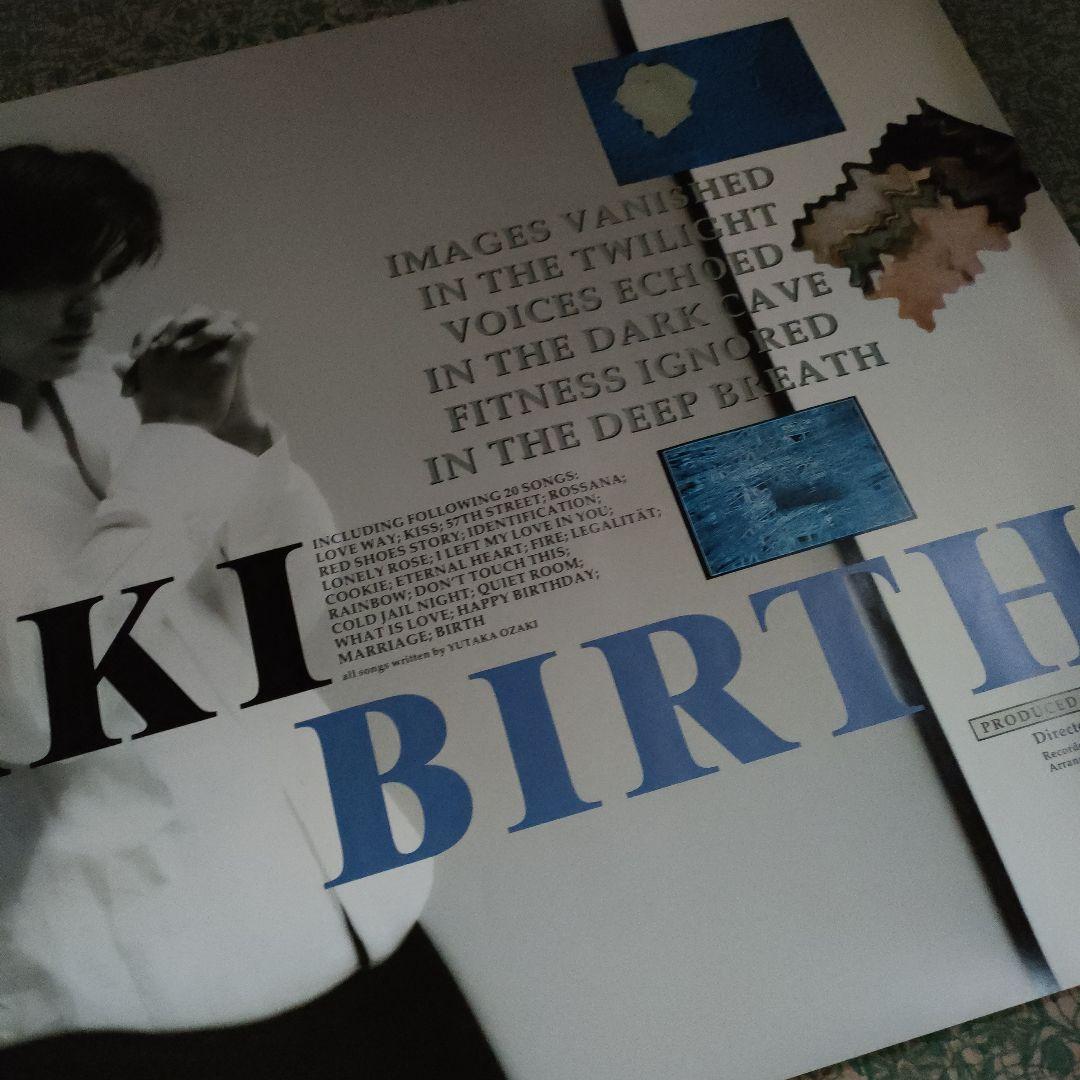 IMAGES VANISHED
IN THE TWILIGHT
VOICES ECHOED
IN THE DARK CAVE
FITNESS IGNORED
IN THE DEEP BREATH
INCLUDING FOLLOWING 20 SONGS:
LOVE WAY; KISS; 57TH STREET; ROSSANA;
RED SHOES STORY; IDENTIFICATION;
LONELY ROSE; I LEFT MY LOVE IN YOU;
COOKIE; ETERNAL HEART; FIRE; LEGALITÄT;
RAINBOW; DON'T TOUCH THIS;
COLD JAIL NIGHT; QUIET ROOM;
WHAT IS LOVE; HAPPY BIRTHDAY;
MARRIAGE; BIRTH
all songs written by YUTAKA OZAKI
KI
BIRTH
PRODUCED
Direct
Record
Arran